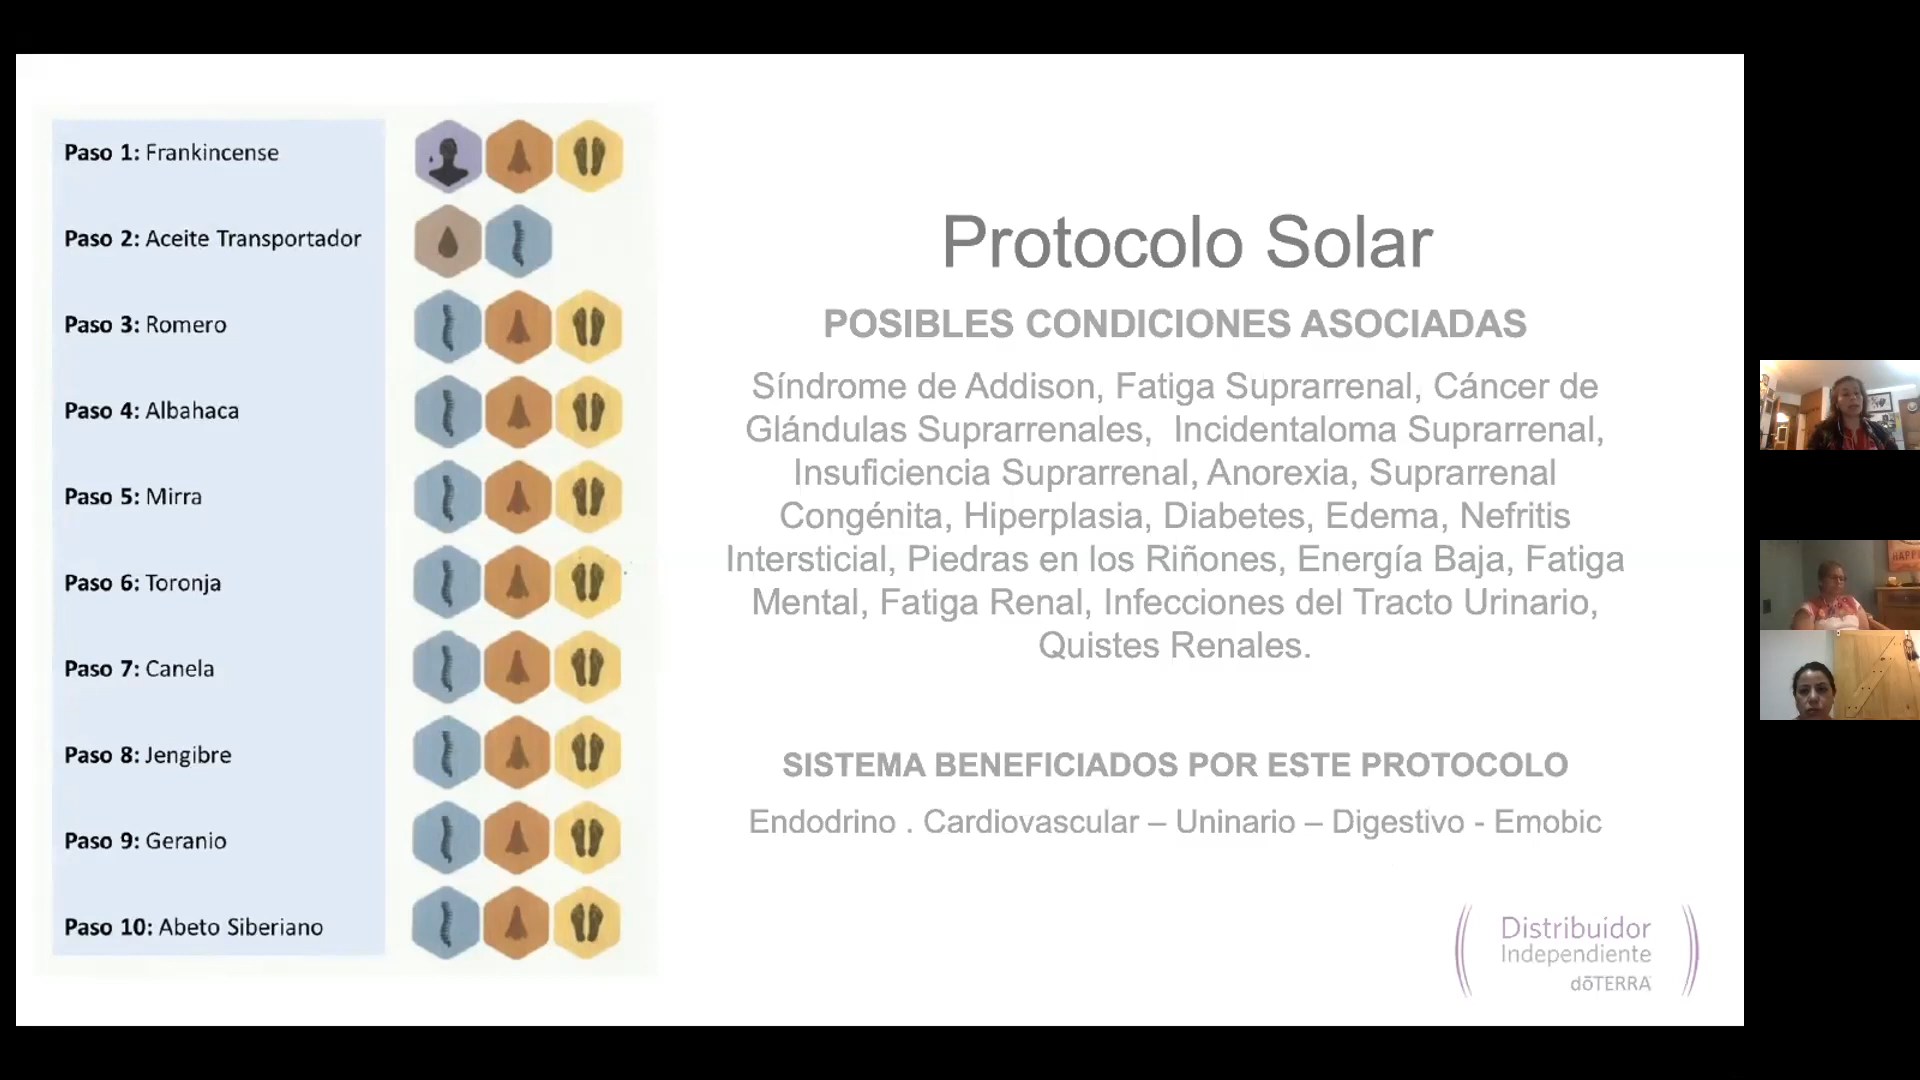 Paso 1: Frankincense
Paso 2: Aceite Transportador
Paso 3: Romero
Paso 4: Albahaca
Paso 5: Mirra
Paso 6: Toronja
Paso 7: Canela
Paso 8: Jengibre
Paso 9: Geranio
Paso 10: Abeto Siberiano
Protocolo Solar
POSIBLES CONDICIONES ASOCIADAS
Síndrome de Addison, Fatiga Suprarrenal, Cáncer de
Glándulas Suprarrenales, Incidentaloma Suprarrenal,
Insuficiencia Suprarrenal, Anorexia, Suprarrenal
Congénita, Hiperplasia, Diabetes, Edema, Nefritis
Intersticial, Piedras en los Riñones, Energía Baja, Fatiga
Mental, Fatiga Renal, Infecciones del Tracto Urinario,
Quistes Renales.
SISTEMA BENEFICIADOS POR ESTE PROTOCOLO
Endodrino . Cardiovascular – Uninario – Digestivo - Emobic
Distribuidor
Independiente
dōTERRA